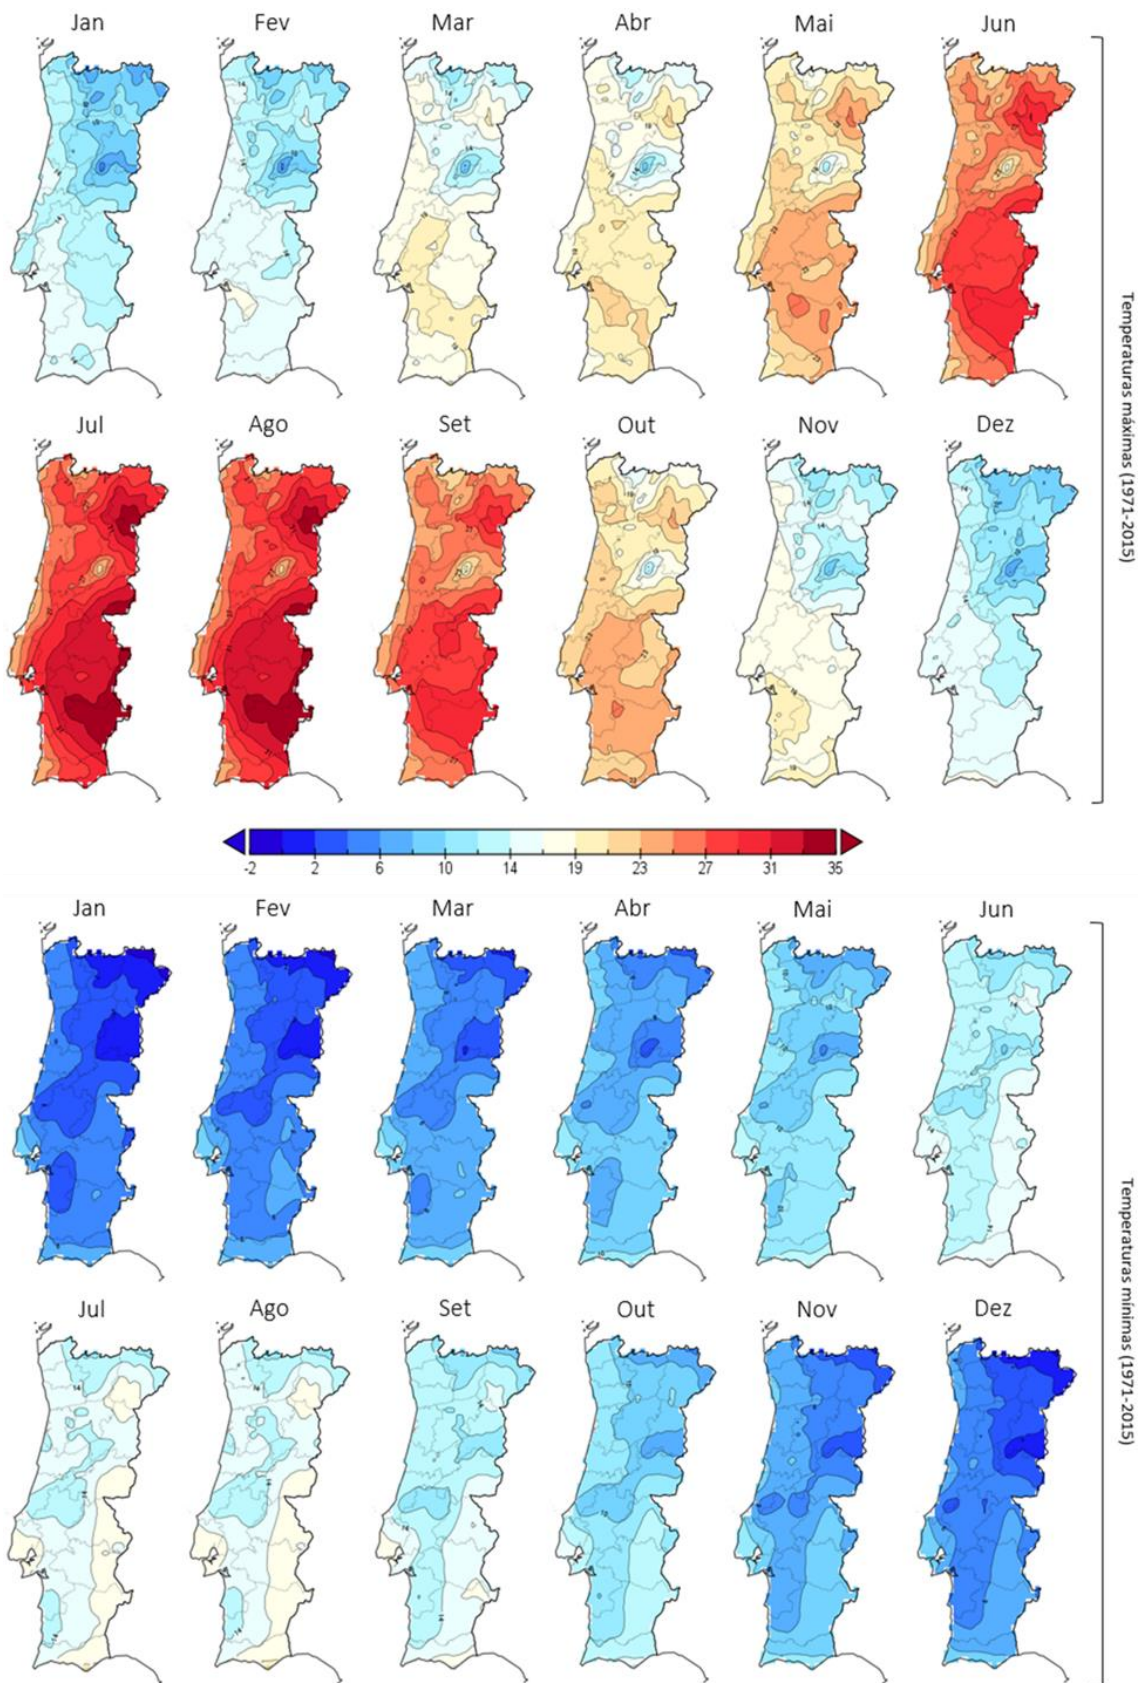 Jan Fev Mar Abr Mai Jun
Temperaturas máximas (1971-2015)
Jul Ago Set Out Nov Dez
-2 2 6 10 14 19 23 27 31 35
Jan Fev Mar Abr Mai Jun
Temperaturas mínimas (1971-2015)
Jul Ago Set Out Nov Dez